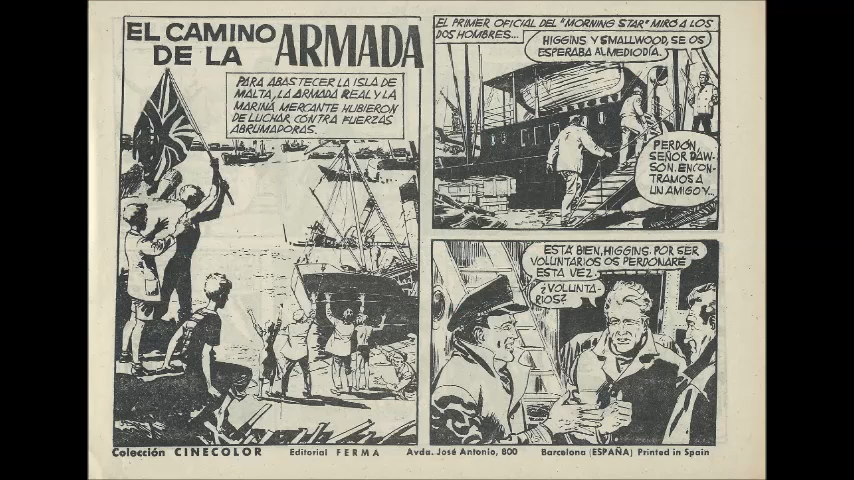 EL CAMINO
DE LA ARMADA
PARA ABASTECER LA ISLA DE
MALTA, LA ARMADA REAL Y LA
MARINA MERCANTE HUBIERON
DE LUCHAR CONTRA FUERZAS
ABRUMADORAS.
EL PRIMER OFICIAL DEL "MORNING STAR" MIRÓ A LOS
DOS HOMBRES...
HIGGINS Y SMALLWOOD, SE OS
ESPERABA AL MEDIODÍA.
PERDÓN,
SEÑOR DAW-
SON. ENCON-
TRAMOS A
UN AMIGO Y...
ESTÁ BIEN, HIGGINS. POR SER
VOLUNTARIOS OS PERDONARÉ
ESTA VEZ.
¿VOLUNTA-
RIOS?
Colección CINECOLOR Editorial FERMA Avda. José Antonio, 800 Barcelona (ESPAÑA) Printed in Spain